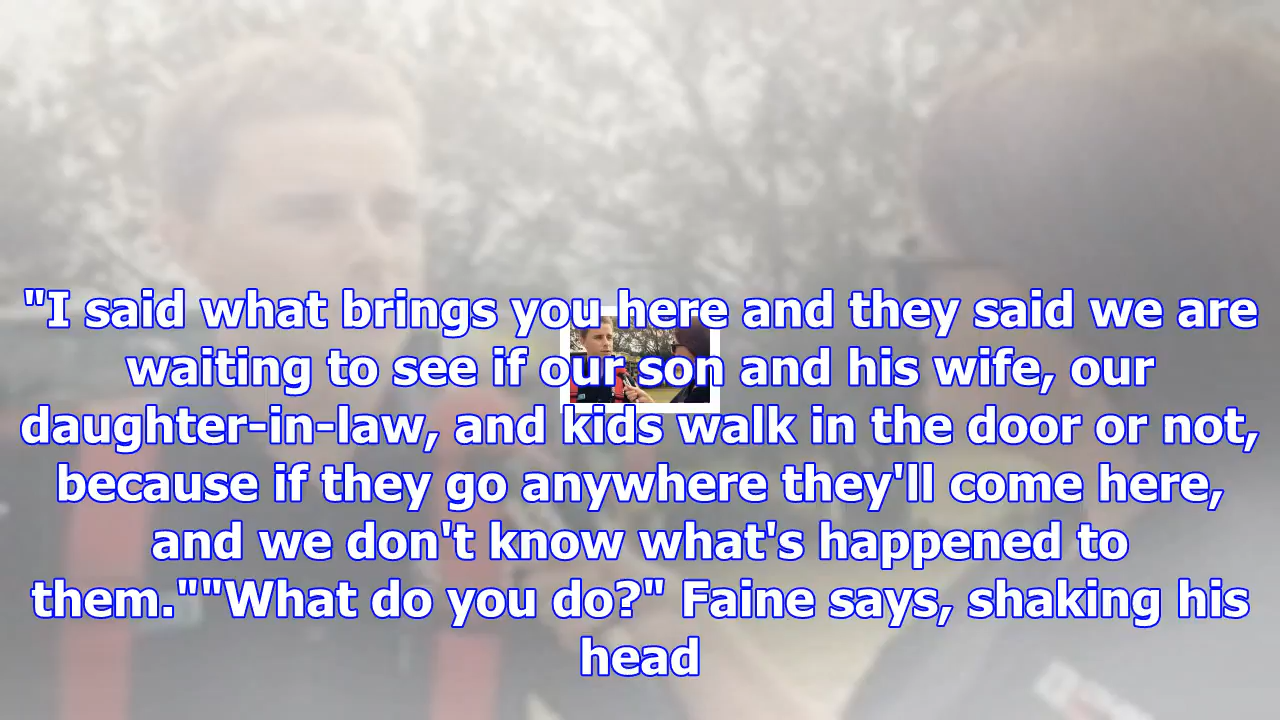 "I said what brings you here and they said we are
waiting to see if our son and his wife, our
daughter-in-law, and kids walk in the door or not,
because if they go anywhere they'll come here,
and we don't know what's happened to
them.""What do you do?" Faine says, shaking his
head